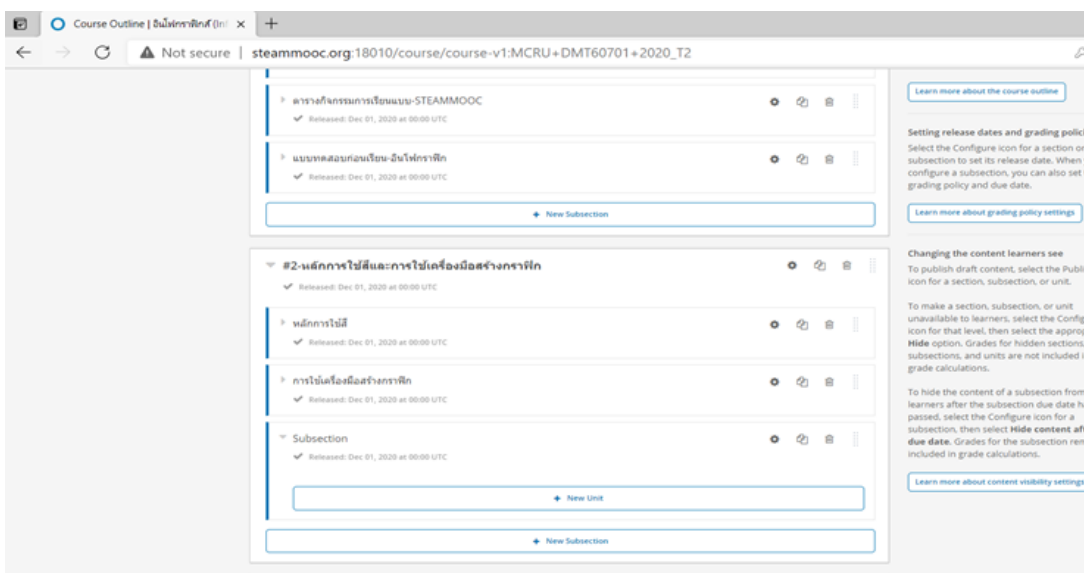 Course Outline | อินโฟกราฟิกส์ (Inf
Not secure | steammooc.org:18010/course/course-v1:MCRU+DMT60701+2020_T2
ตารางกิจกรรมการเรียนแบบ-STEAMMOOC
Released: Dec 01, 2020 at 00:00 UTC
แบบทดสอบก่อนเรียน-อินโฟกราฟิก
Released: Dec 01, 2020 at 00:00 UTC
+ New Subsection
#2-หลักการใช้สีและการใช้เครื่องมือสร้างกราฟิก
Released: Dec 01, 2020 at 00:00 UTC
หลักการใช้สี
Released: Dec 01, 2020 at 00:00 UTC
การใช้เครื่องมือสร้างกราฟิก
Released: Dec 01, 2020 at 00:00 UTC
Subsection
Released: Dec 01, 2020 at 00:00 UTC
+ New Unit
+ New Subsection
Learn more about the course outline
Setting release dates and grading polici
Select the Configure icon for a section or
subsection to set its release date. When
configure a subsection, you can also set
grading policy and due date.
Learn more about grading policy settings
Changing the content learners see
To publish draft content, select the Publi
icon for a section, subsection, or unit.
To make a section, subsection, or unit
unavailable to learners, select the Config
icon for that level, then select the approp
Hide option. Grades for hidden sections,
subsections, and units are not included i
grade calculations.
To hide the content of a subsection from
learners after the subsection due date h
passed, select the Configure icon for a
subsection, then select Hide content aft
due date. Grades for the subsection rem
included in grade calculations.
Learn more about content visibility settings